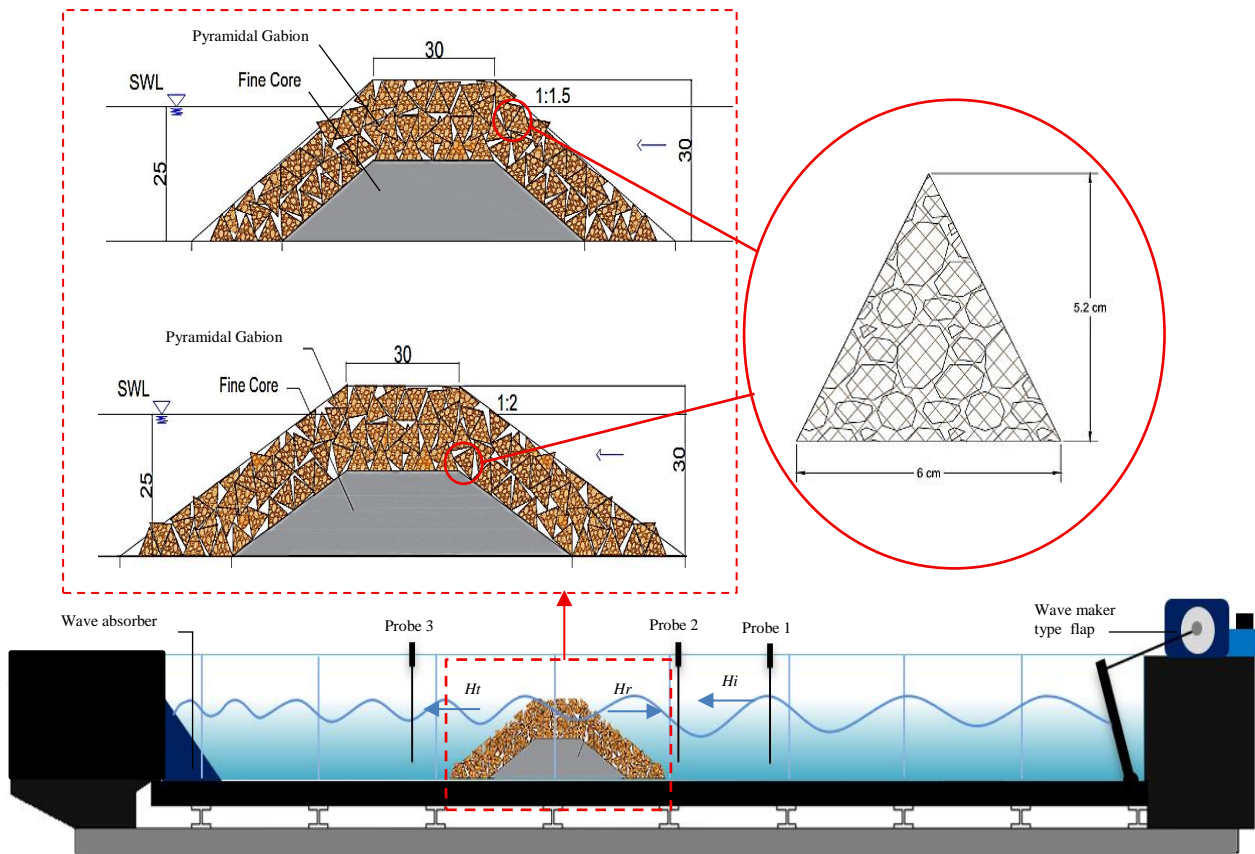 Pyramidal Gabion
30
SWL
Fine Core
1:1.5
25
30
5.2 cm
6 cm
Pyramidal Gabion
30
SWL
Fine Core
1:2
25
30
Wave absorber
Probe 3
Probe 2
Probe 1
Wave maker
type flap
Ht
Hr
Hi